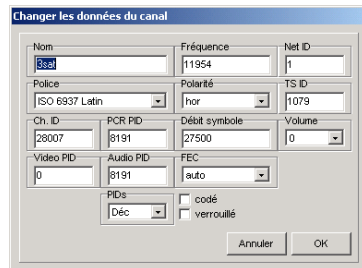 Changer les données du canal
Nom Fréquence Net ID
3sat 11954 1
Police Polarité TS ID
ISO 6937 Latin hor 1079
Ch. ID PCR PID Débit symbole Volume
28007 8191 27500 0
Video PID Audio PID FEC
0 8191 auto
PIDs codé
Déc verrouillé
Annuler OK